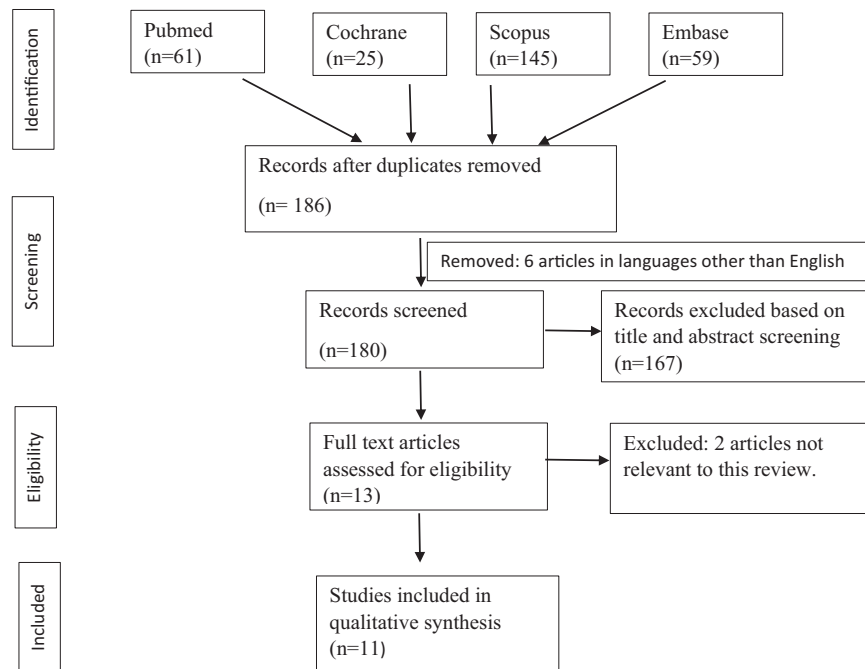 Identification
Pubmed
(n=61)
Cochrane
(n=25)
Scopus
(n=145)
Embase
(n=59)
Records after duplicates removed
(n= 186)
Screening
Removed: 6 articles in languages other than English
Records screened
(n=180)
Records excluded based on
title and abstract screening
(n=167)
Eligibility
Full text articles
assessed for eligibility
(n=13)
Excluded: 2 articles not
relevant to this review.
Included
Studies included in
qualitative synthesis
(n=11)